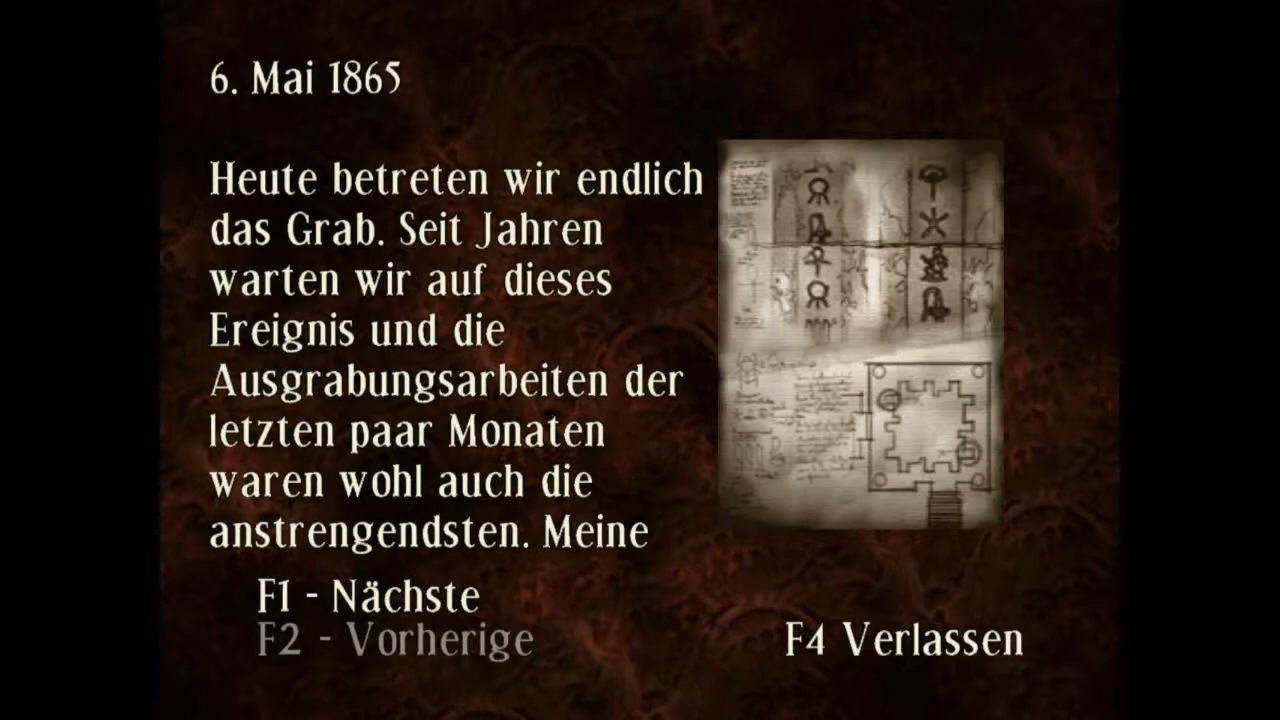 6. Mai 1865
Heute betreten wir endlich
das Grab. Seit Jahren
warten wir auf dieses
Ereignis und die
Ausgrabungsarbeiten der
letzten paar Monaten
waren wohl auch die
anstrengendsten. Meine
F1 - Nächste
F2 - Vorherige
F4 Verlassen